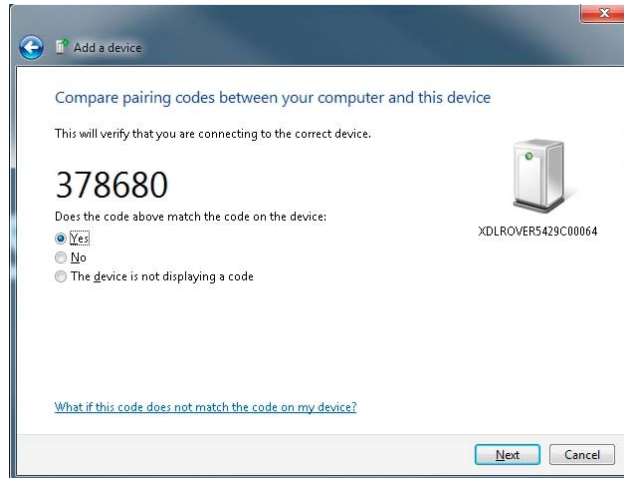 Add a device
Compare pairing codes between your computer and this device
This will verify that you are connecting to the correct device.
378680
Does the code above match the code on the device:
XDLROVER5429C00064
Yes
No
The device is not displaying a code
What if this code does not match the code on my device?
Next
Cancel